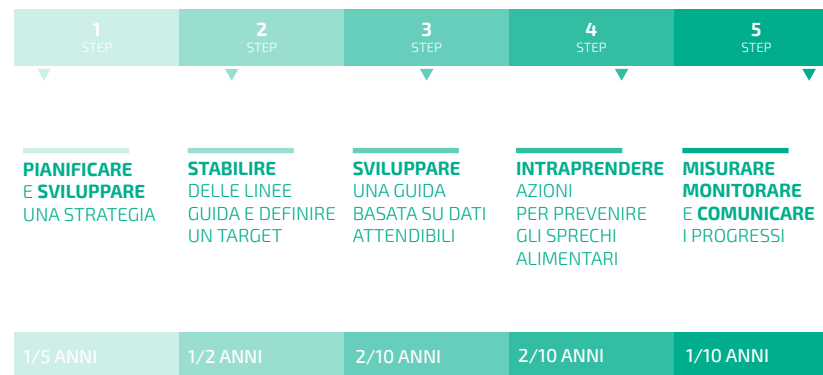 1
STEP
2
STEP
3
STEP
4
STEP
5
STEP
PIANIFICARE
E SVILUPPARE
UNA STRATEGIA
STABILIRE
DELLE LINEE
GUIDA E DEFINIRE
UN TARGET
SVILUPPARE
UNA GUIDA
BASATA SU DATI
ATTENDIBILI
INTRAPRENDERE
AZIONI
PER PREVENIRE
GLI SPRECHI
ALIMENTARI
MISURARE
MONITORARE
E COMUNICARE
I PROGRESSI
1/5 ANNI
1/2 ANNI
2/10 ANNI
2/10 ANNI
1/10 ANNI